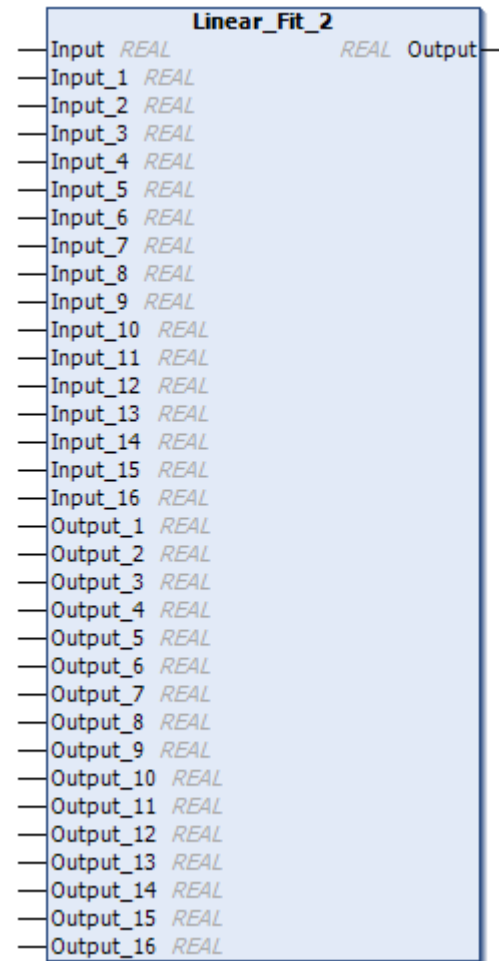 Linear_Fit_2
Input REAL REAL Output
Input_1 REAL
Input_2 REAL
Input_3 REAL
Input_4 REAL
Input_5 REAL
Input_6 REAL
Input_7 REAL
Input_8 REAL
Input_9 REAL
Input_10 REAL
Input_11 REAL
Input_12 REAL
Input_13 REAL
Input_14 REAL
Input_15 REAL
Input_16 REAL
Output_1 REAL
Output_2 REAL
Output_3 REAL
Output_4 REAL
Output_5 REAL
Output_6 REAL
Output_7 REAL
Output_8 REAL
Output_9 REAL
Output_10 REAL
Output_11 REAL
Output_12 REAL
Output_13 REAL
Output_14 REAL
Output_15 REAL
Output_16 REAL